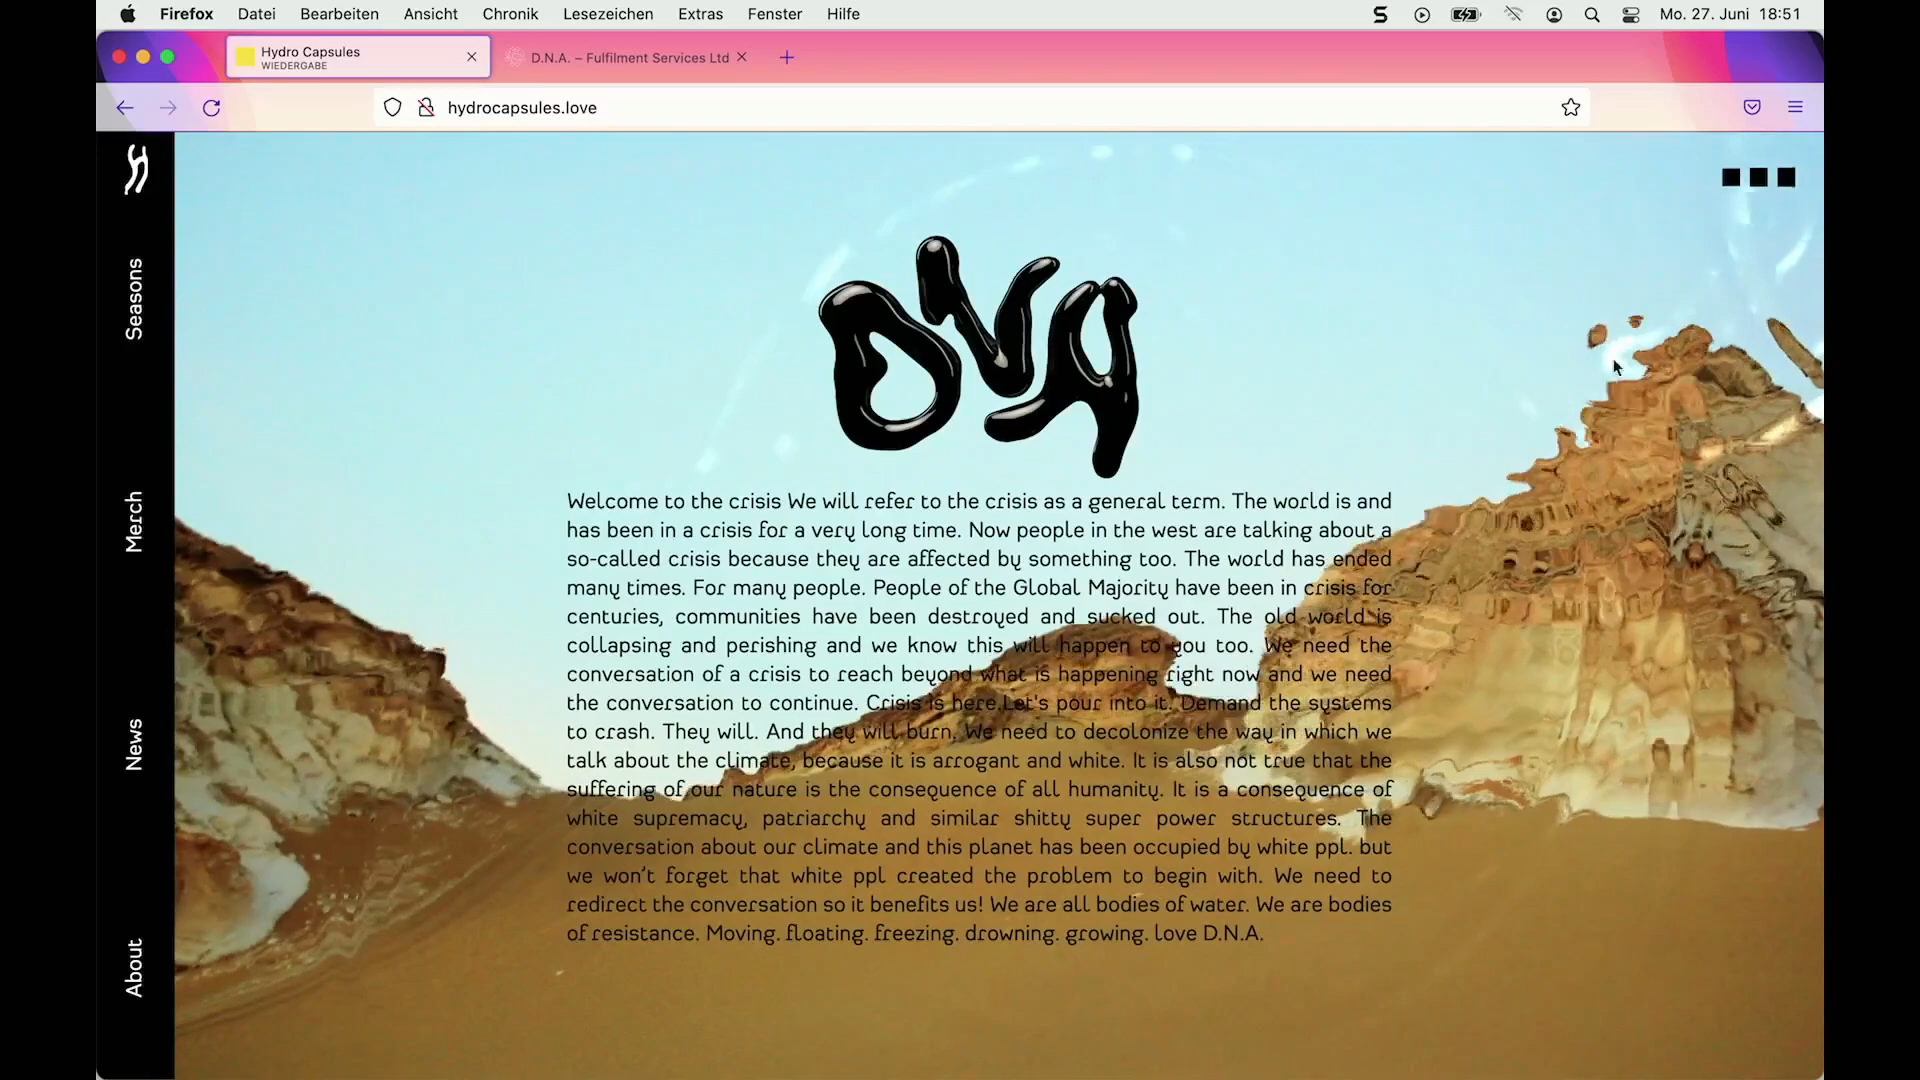 Firefox Datei Bearbeiten Ansicht Chronik Lesezeichen Extras Fenster Hilfe Mo. 27. Juni 18:51
Hydro Capsules
WIEDERGABE
D.N.A. – Fulfilment Services Ltd
hydrocapsules.love
Seasons
Merch
News
About
DNA
Welcome to the crisis We will refer to the crisis as a general term. The world is and
has been in a crisis for a very long time. Now people in the west are talking about a
so-called crisis because they are affected by something too. The world has ended
many times. For many people. People of the Global Majority have been in crisis for
centuries, communities have been destroyed and sucked out. The old world is
collapsing and perishing and we know this will happen to you too. We need the
conversation of a crisis to reach beyond what is happening right now and we need
the conversation to continue. Crisis is here.Let's pour into it. Demand the systems
to crash. They will. And they will burn. We need to decolonize the way in which we
talk about the climate, because it is arrogant and white. It is also not true that the
suffering of our nature is the consequence of all humanity. It is a consequence of
white supremacy, patriarchy and similar shitty super power structures. The
conversation about our climate and this planet has been occupied by white ppl. but
we won't forget that white ppl created the problem to begin with. We need to
redirect the conversation so it benefits us! We are all bodies of water. We are bodies
of resistance. Moving. floating. freezing. drowning. growing. love D.N.A.